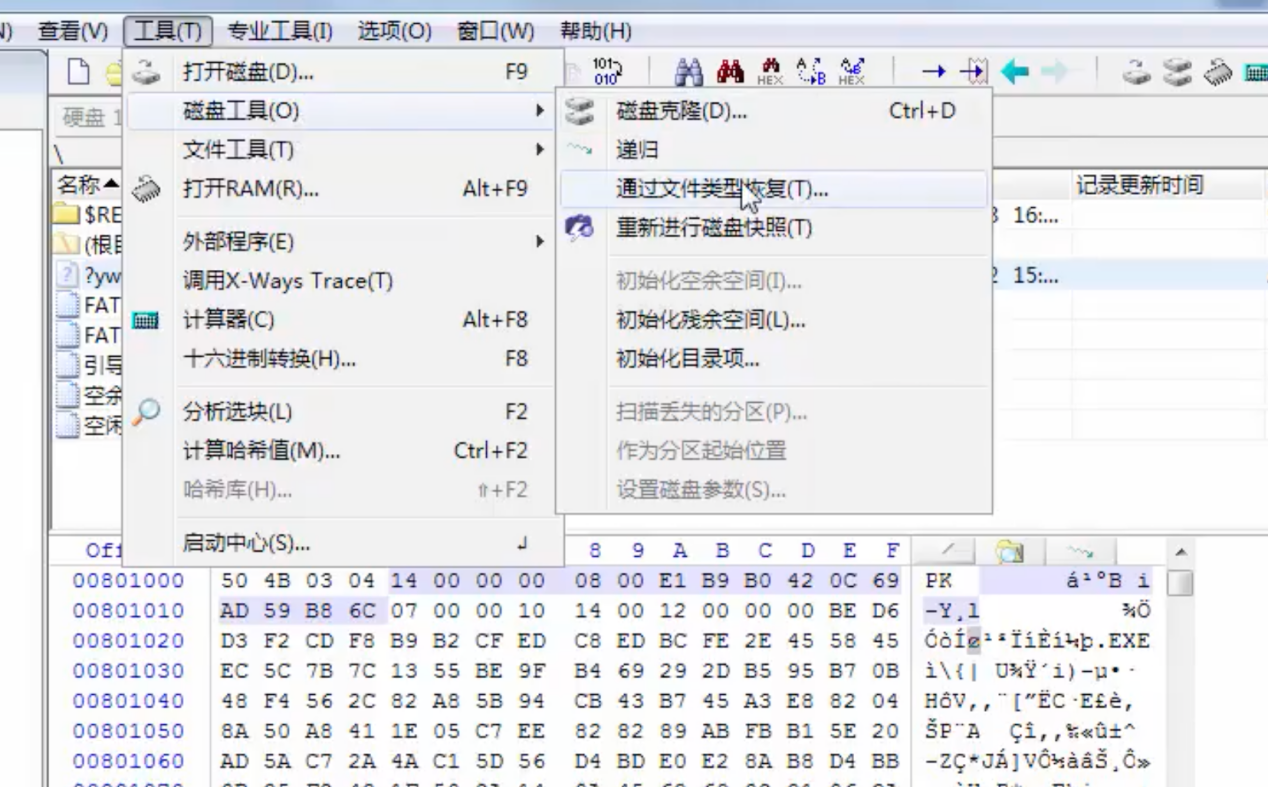 N) 查看(V) 工具(T) 专业工具(I) 选项(O) 窗口(W) 帮助(H)
打开磁盘(D)... F9
硬盘 1 磁盘工具(O) 磁盘克隆(D)... Ctrl+D
\ 文件工具(T) 递归
名称 打开RAM(R)... Alt+F9 通过文件类型恢复(T)... 记录更新时间
$RE 重新进行磁盘快照(T) 16:...
(根目 外部程序(E)
?yw 调用X-Ways Trace(T) 初始化空余空间(I)... 2 15:...
FAT 计算器(C) Alt+F8 初始化残余空间(L)...
FAT 十六进制转换(H)... F8 初始化目录项...
引导
空余 分析选块(L) F2 扫描丢失的分区(P)...
空闲 计算哈希值(M)... Ctrl+F2 作为分区起始位置
哈希库(H)... ⇧+F2 设置磁盘参数(S)...
启动中心(S)... ↲
Off 8 9 A B C D E F
00801000 50 4B 03 04 14 00 00 00 08 00 E1 B9 B0 42 0C 69 PK á¹°B i
00801010 AD 59 B8 6C 07 00 00 10 14 00 12 00 00 00 BE D6 -Y¸l ¾Ö
00801020 D3 F2 CD F8 B9 B2 CF ED C8 ED BC FE 2E 45 58 45 ÓòÍø¹²ÏíÈí¼þ.EXE
00801030 EC 5C 7B 7C 13 55 BE 9F B4 69 29 2D B5 95 B7 0B ì\{| U¾Ÿ´i)-µ•·
00801040 48 F4 56 2C 82 A8 5B 94 CB 43 B7 45 A3 E8 82 04 HôV,‚¨[”ËC·E£è‚
00801050 8A 50 A8 41 1E 05 C7 EE 82 82 89 AB FB B1 5E 20 ŠP¨A Çî‚‚‰«û±^
00801060 AD 5A C7 2A 4A C1 5D 56 D4 BD E0 E2 8A B8 D4 BB -ZÇ*JÁ]VÔ½àâŠ¸Ô»